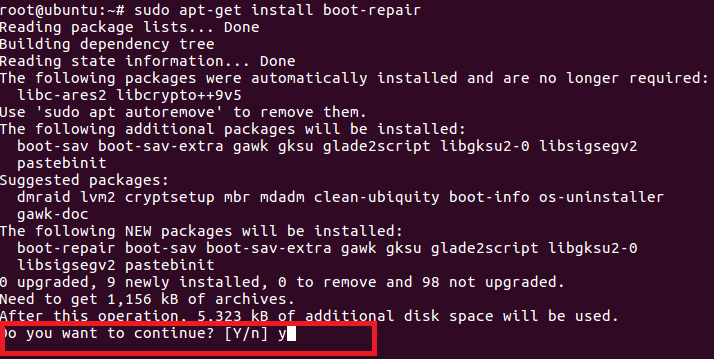 root@ubuntu:~# sudo apt-get install boot-repair
Reading package lists... Done
Building dependency tree
Reading state information... Done
The following packages were automatically installed and are no longer required:
  libc-ares2 libcrypto++9v5
Use 'sudo apt autoremove' to remove them.
The following additional packages will be installed:
  boot-sav boot-sav-extra gawk gksu glade2script libgksu2-0 libsigsegv2
  pastebinit
Suggested packages:
  dmraid lvm2 cryptsetup mbr mdadm clean-ubiquity boot-info os-uninstaller
  gawk-doc
The following NEW packages will be installed:
  boot-repair boot-sav boot-sav-extra gawk gksu glade2script libgksu2-0
  libsigsegv2 pastebinit
0 upgraded, 9 newly installed, 0 to remove and 98 not upgraded.
Need to get 1,156 kB of archives.
After this operation, 5,323 kB of additional disk space will be used.
Do you want to continue? [Y/n] y